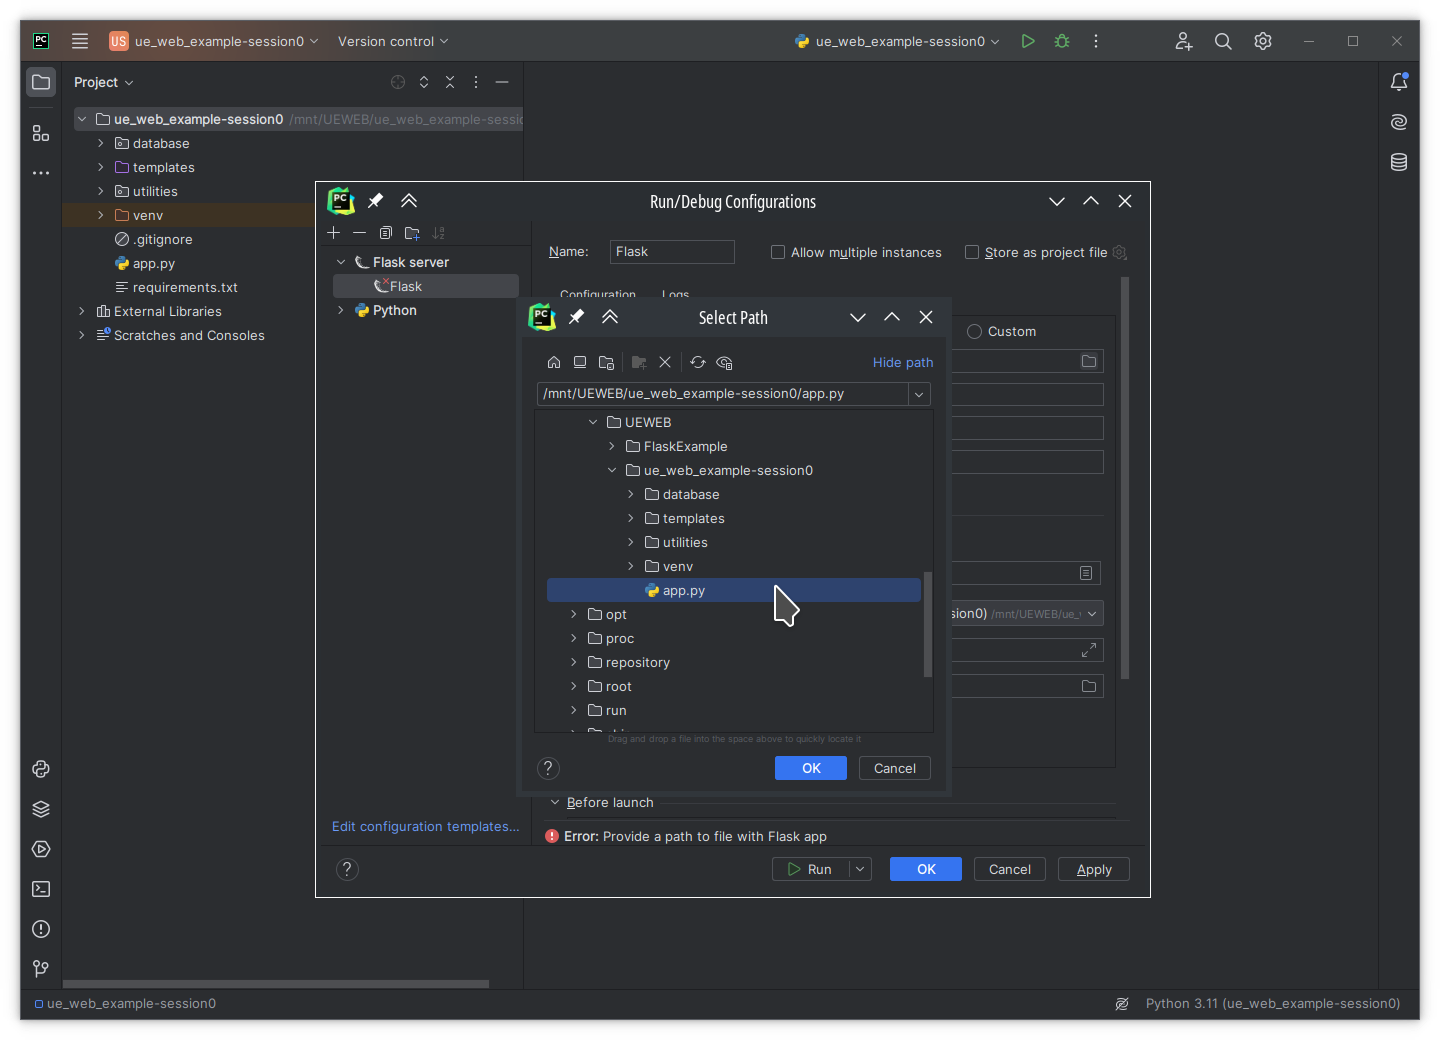 PC US ue_web_example-session0 Version control ue_web_example-session0
Project
ue_web_example-session0 /mnt/UEWEB/ue_web_example-sessio
database
templates
utilities
venv
.gitignore
app.py
requirements.txt
External Libraries
Scratches and Consoles
PC Run/Debug Configurations
Flask server
Flask
Python
Name: Flask Allow multiple instances Store as project file
Configuration Logs
Custom
PC Select Path
Hide path
/mnt/UEWEB/ue_web_example-session0/app.py
UEWEB
FlaskExample
ue_web_example-session0
database
templates
utilities
venv
app.py
opt
proc
repository
root
run
Drag and drop a file into the space above to quickly locate it
? OK Cancel
sion0) /mnt/UEWEB/ue_
Before launch
Edit configuration templates...
Error: Provide a path to file with Flask app
? Run OK Cancel Apply
ue_web_example-session0 Python 3.11 (ue_web_example-session0)